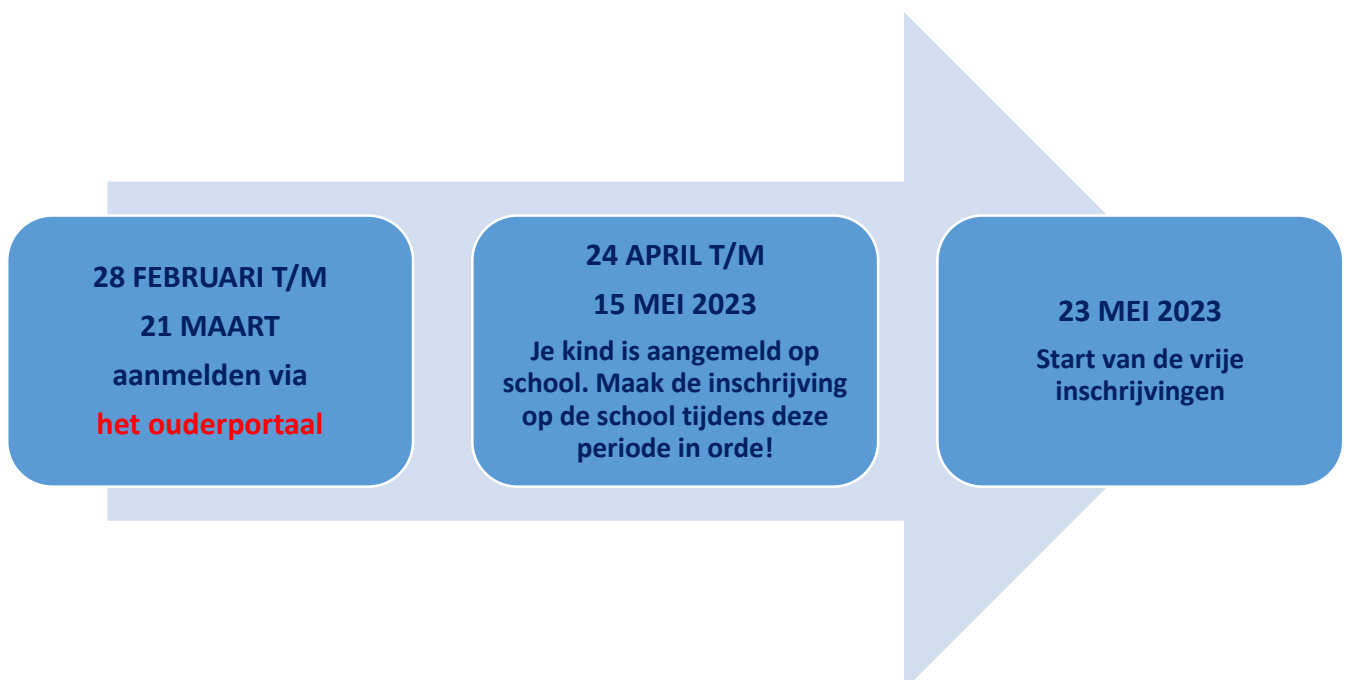 28 FEBRUARI T/M
21 MAART
aanmelden via
het ouderportaal
24 APRIL T/M
15 MEI 2023
Je kind is aangemeld op
school. Maak de inschrijving
op de school tijdens deze
periode in orde!
23 MEI 2023
Start van de vrije
inschrijvingen